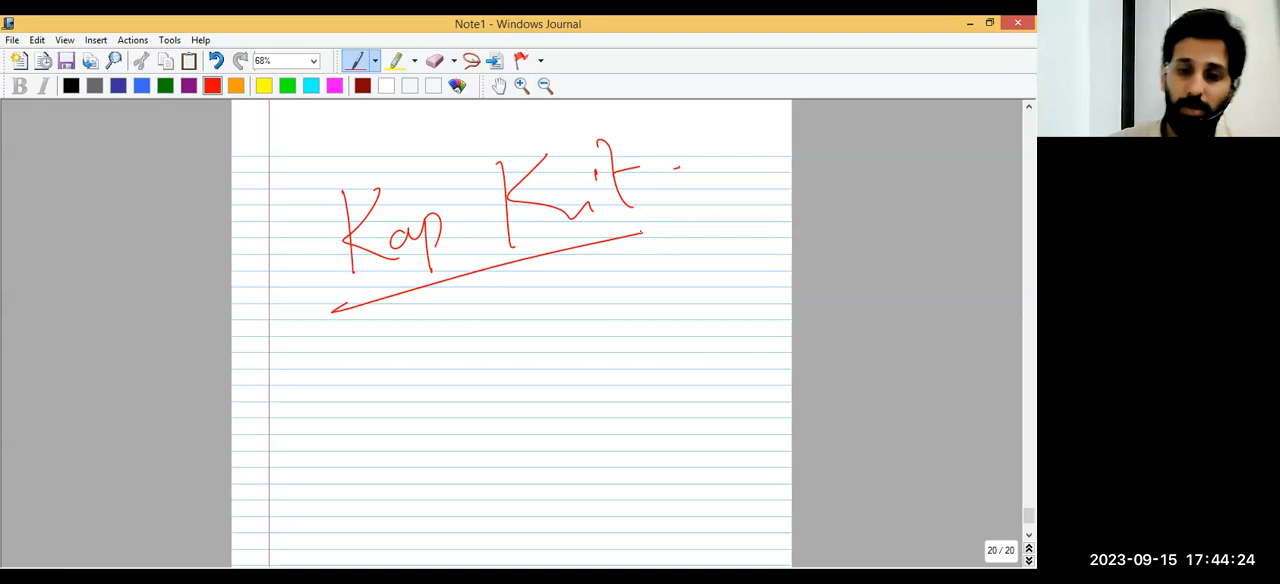 Note1 - Windows Journal
File Edit View Insert Actions Tools Help
68%
B I
Kap Kit
20 / 20
2023-09-15 17:44:24